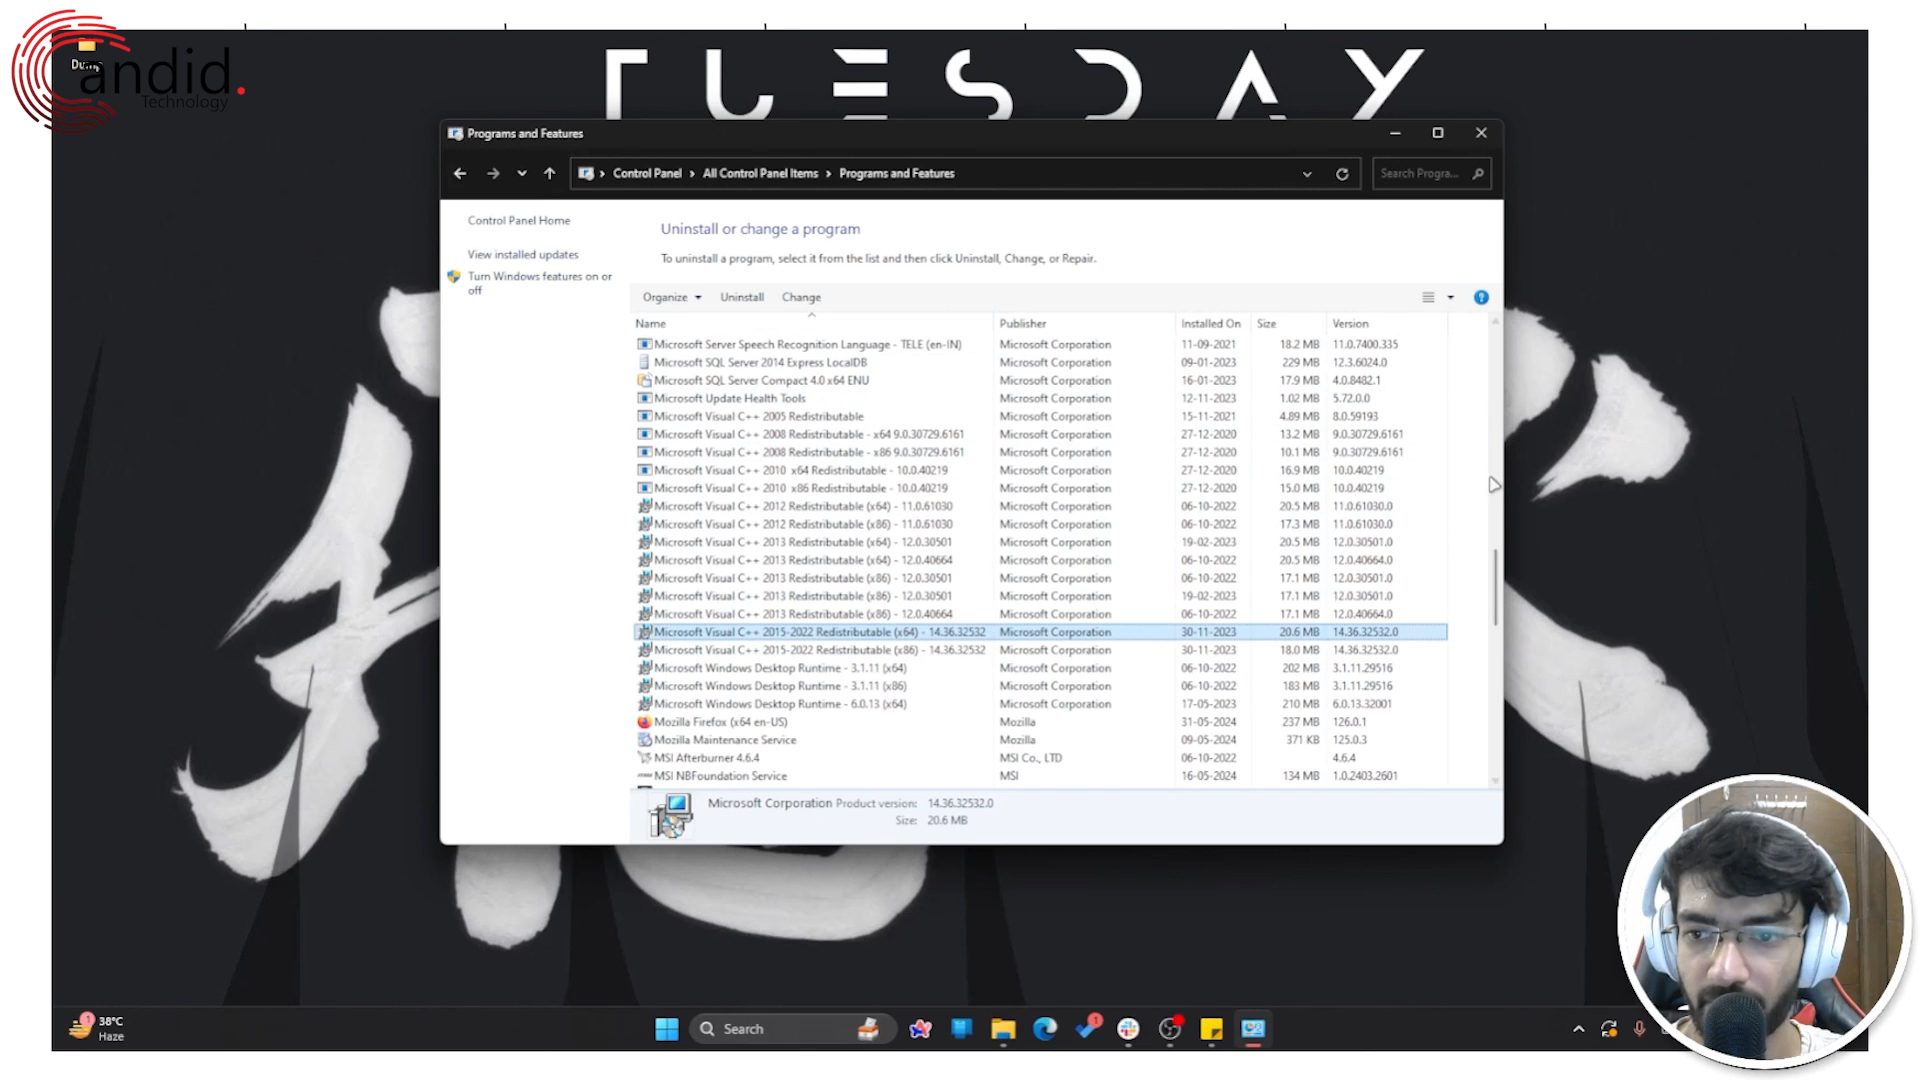 TUESDAY
Dump
andid.
Technology
Programs and Features
Control Panel › All Control Panel Items › Programs and Features
Search Progra...
Control Panel Home
View installed updates
Turn Windows features on or
off
Uninstall or change a program
To uninstall a program, select it from the list and then click Uninstall, Change, or Repair.
Organize Uninstall Change
Name Publisher Installed On Size Version
Microsoft Server Speech Recognition Language - TELE (en-IN) Microsoft Corporation 11-09-2021 18.2 MB 11.0.7400.335
Microsoft SQL Server 2014 Express LocalDB Microsoft Corporation 09-01-2023 229 MB 12.3.6024.0
Microsoft SQL Server Compact 4.0 x64 ENU Microsoft Corporation 16-01-2023 17.9 MB 4.0.8482.1
Microsoft Update Health Tools Microsoft Corporation 12-11-2023 1.02 MB 5.72.0.0
Microsoft Visual C++ 2005 Redistributable Microsoft Corporation 15-11-2021 4.89 MB 8.0.59193
Microsoft Visual C++ 2008 Redistributable - x64 9.0.30729.6161 Microsoft Corporation 27-12-2020 13.2 MB 9.0.30729.6161
Microsoft Visual C++ 2008 Redistributable - x86 9.0.30729.6161 Microsoft Corporation 27-12-2020 10.1 MB 9.0.30729.6161
Microsoft Visual C++ 2010 x64 Redistributable - 10.0.40219 Microsoft Corporation 27-12-2020 16.9 MB 10.0.40219
Microsoft Visual C++ 2010 x86 Redistributable - 10.0.40219 Microsoft Corporation 27-12-2020 15.0 MB 10.0.40219
Microsoft Visual C++ 2012 Redistributable (x64) - 11.0.61030 Microsoft Corporation 06-10-2022 20.5 MB 11.0.61030.0
Microsoft Visual C++ 2012 Redistributable (x86) - 11.0.61030 Microsoft Corporation 06-10-2022 17.3 MB 11.0.61030.0
Microsoft Visual C++ 2013 Redistributable (x64) - 12.0.30501 Microsoft Corporation 19-02-2023 20.5 MB 12.0.30501.0
Microsoft Visual C++ 2013 Redistributable (x64) - 12.0.40664 Microsoft Corporation 06-10-2022 20.5 MB 12.0.40664.0
Microsoft Visual C++ 2013 Redistributable (x86) - 12.0.30501 Microsoft Corporation 06-10-2022 17.1 MB 12.0.30501.0
Microsoft Visual C++ 2013 Redistributable (x86) - 12.0.30501 Microsoft Corporation 19-02-2023 17.1 MB 12.0.30501.0
Microsoft Visual C++ 2013 Redistributable (x86) - 12.0.40664 Microsoft Corporation 06-10-2022 17.1 MB 12.0.40664.0
Microsoft Visual C++ 2015-2022 Redistributable (x64) - 14.36.32532 Microsoft Corporation 30-11-2023 20.6 MB 14.36.32532.0
Microsoft Visual C++ 2015-2022 Redistributable (x86) - 14.36.32532 Microsoft Corporation 30-11-2023 18.0 MB 14.36.32532.0
Microsoft Windows Desktop Runtime - 3.1.11 (x64) Microsoft Corporation 06-10-2022 202 MB 3.1.11.29516
Microsoft Windows Desktop Runtime - 3.1.11 (x86) Microsoft Corporation 06-10-2022 183 MB 3.1.11.29516
Microsoft Windows Desktop Runtime - 6.0.13 (x64) Microsoft Corporation 17-05-2023 210 MB 6.0.13.32001
Mozilla Firefox (x64 en-US) Mozilla 31-05-2024 237 MB 126.0.1
Mozilla Maintenance Service Mozilla 09-05-2024 371 KB 125.0.3
MSI Afterburner 4.6.4 MSI Co., LTD 06-10-2022 4.6.4
MSI NBFoundation Service MSI 16-05-2024 134 MB 1.0.2403.2601
Microsoft Corporation Product version: 14.36.32532.0
Size: 20.6 MB
1 38°C
Haze
Search
1